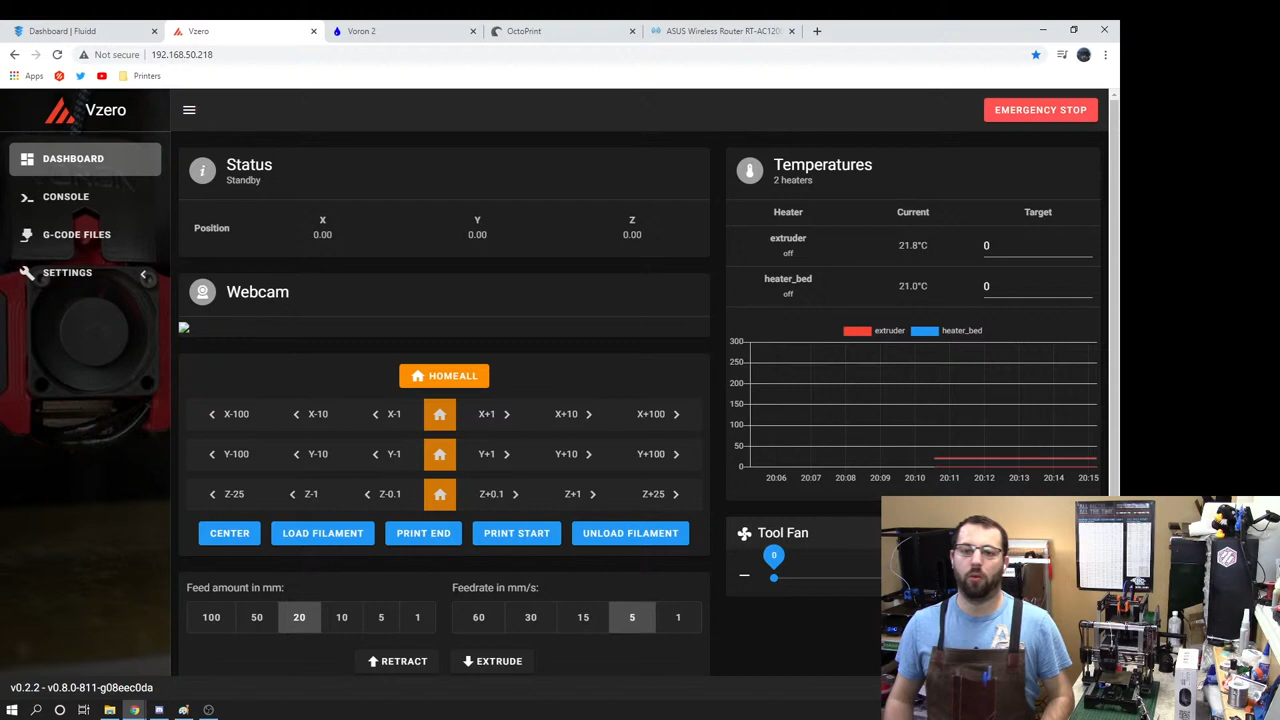 Dashboard | Fluidd
Vzero
Voron 2
OctoPrint
ASUS Wireless Router RT-AC120
Not secure
192.168.50.218
Apps
Printers
Vzero
EMERGENCY STOP
DASHBOARD
CONSOLE
G-CODE FILES
SETTINGS
Status
Standby
Position
X
0.00
Y
0.00
Z
0.00
Webcam
HOMEALL
X-100
X-10
X-1
X+1
X+10
X+100
Y-100
Y-10
Y-1
Y+1
Y+10
Y+100
Z-25
Z-1
Z-0.1
Z+0.1
Z+1
Z+25
CENTER
LOAD FILAMENT
PRINT END
PRINT START
UNLOAD FILAMENT
Feed amount in mm:
100
50
20
10
5
1
Feedrate in mm/s:
60
30
15
5
1
RETRACT
EXTRUDE
Temperatures
2 heaters
Heater
Current
Target
extruder
off
21.8°C
0
heater_bed
off
21.0°C
0
extruder
heater_bed
300
250
200
150
100
50
0
20:06
20:07
20:08
20:09
20:10
20:11
20:12
20:13
20:14
20:15
Tool Fan
0
v0.2.2 - v0.8.0-811-g08eec0da